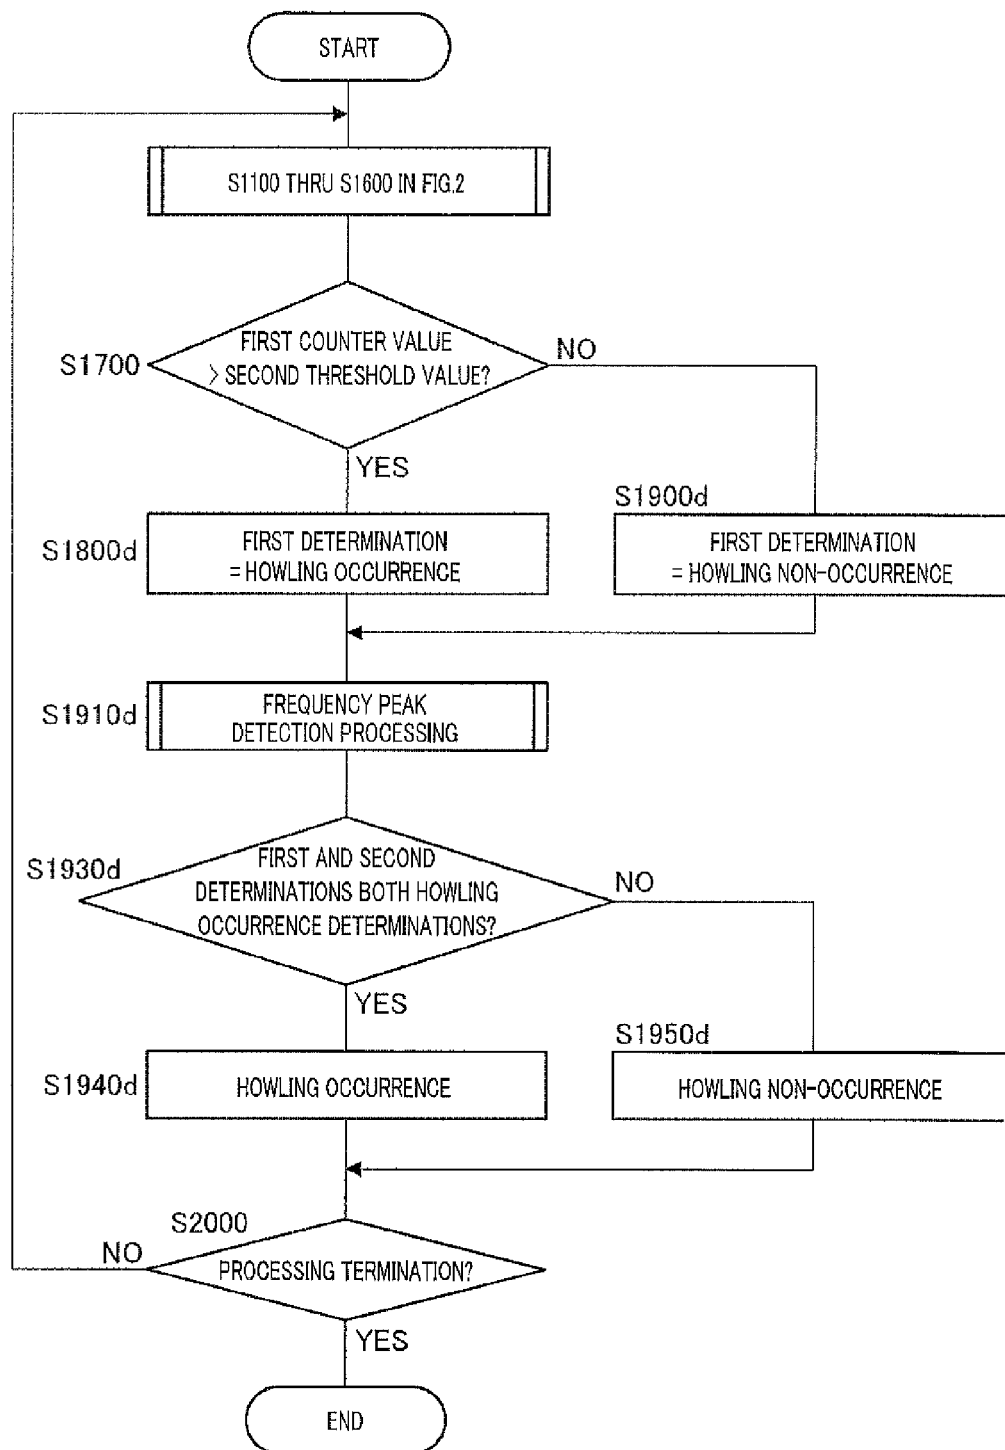 START
S1100 THRU S1600 IN FIG.2
S1700
FIRST COUNTER VALUE
> SECOND THRESHOLD VALUE?
NO
YES
S1800d
FIRST DETERMINATION
= HOWLING OCCURRENCE
S1900d
FIRST DETERMINATION
= HOWLING NON-OCCURRENCE
S1910d
FREQUENCY PEAK
DETECTION PROCESSING
S1930d
FIRST AND SECOND
DETERMINATIONS BOTH HOWLING
OCCURRENCE DETERMINATIONS?
NO
YES
S1940d
HOWLING OCCURRENCE
S1950d
HOWLING NON-OCCURRENCE
S2000
NO
PROCESSING TERMINATION?
YES
END